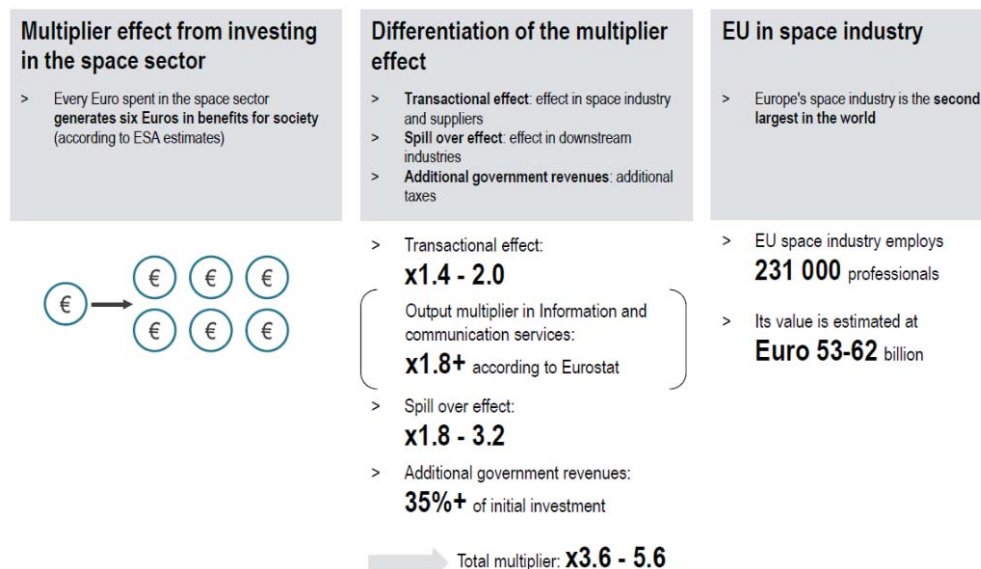 Multiplier effect from investing
in the space sector
> Every Euro spent in the space sector
generates six Euros in benefits for society
(according to ESA estimates)
€ € € €
€ € €
Differentiation of the multiplier
effect
> Transactional effect: effect in space industry
and suppliers
> Spill over effect: effect in downstream
industries
> Additional government revenues: additional
taxes
> Transactional effect:
x1.4 - 2.0
Output multiplier in Information and
communication services:
x1.8+ according to Eurostat
> Spill over effect:
x1.8 - 3.2
> Additional government revenues:
35%+ of initial investment
Total multiplier: x3.6 - 5.6
EU in space industry
> Europe's space industry is the second
largest in the world
> EU space industry employs
231 000 professionals
> Its value is estimated at
Euro 53-62 billion